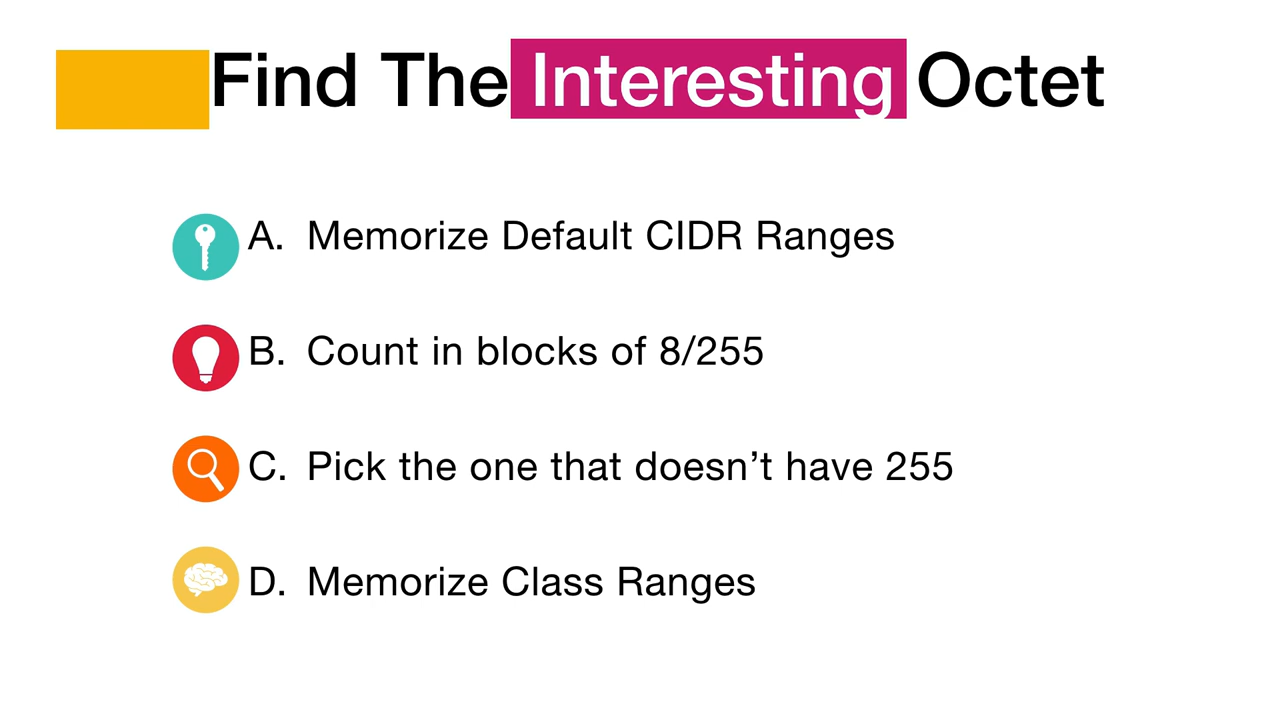 Find The Interesting Octet
A. Memorize Default CIDR Ranges
B. Count in blocks of 8/255
C. Pick the one that doesn’t have 255
D. Memorize Class Ranges